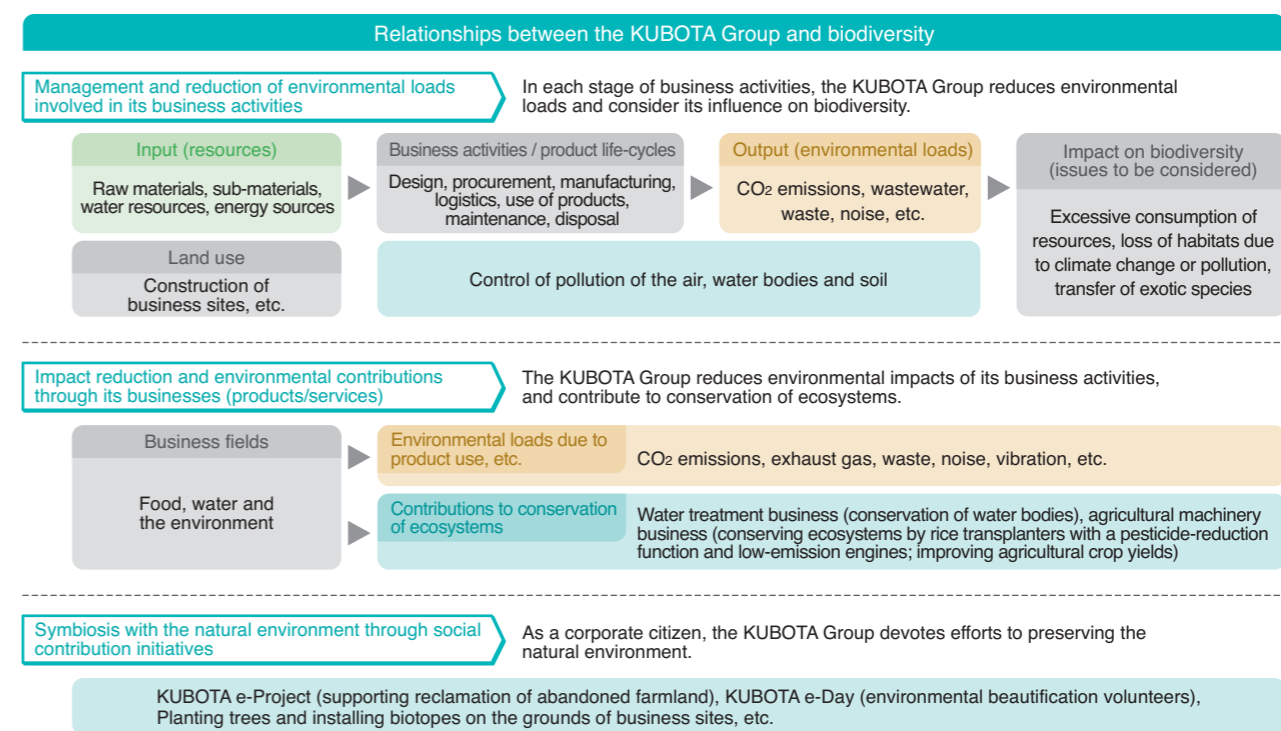 Relationships between the KUBOTA Group and biodiversity
Management and reduction of environmental loads
involved in its business activities
In each stage of business activities, the KUBOTA Group reduces environmental
loads and consider its influence on biodiversity.
Input (resources)
Raw materials, sub-materials,
water resources, energy sources
Business activities / product life-cycles
Design, procurement, manufacturing,
logistics, use of products,
maintenance, disposal
Output (environmental loads)
CO2 emissions, wastewater,
waste, noise, etc.
Impact on biodiversity
(issues to be considered)
Excessive consumption of
resources, loss of habitats due
to climate change or pollution,
transfer of exotic species
Land use
Construction of
business sites, etc.
Control of pollution of the air, water bodies and soil
Impact reduction and environmental contributions
through its businesses (products/services)
The KUBOTA Group reduces environmental impacts of its business activities,
and contribute to conservation of ecosystems.
Business fields
Food, water and
the environment
Environmental loads due to
product use, etc.
CO2 emissions, exhaust gas, waste, noise, vibration, etc.
Contributions to conservation
of ecosystems
Water treatment business (conservation of water bodies), agricultural machinery
business (conserving ecosystems by rice transplanters with a pesticide-reduction
function and low-emission engines; improving agricultural crop yields)
Symbiosis with the natural environment through social
contribution initiatives
As a corporate citizen, the KUBOTA Group devotes efforts to preserving the
natural environment.
KUBOTA e-Project (supporting reclamation of abandoned farmland), KUBOTA e-Day (environmental beautification volunteers),
Planting trees and installing biotopes on the grounds of business sites, etc.